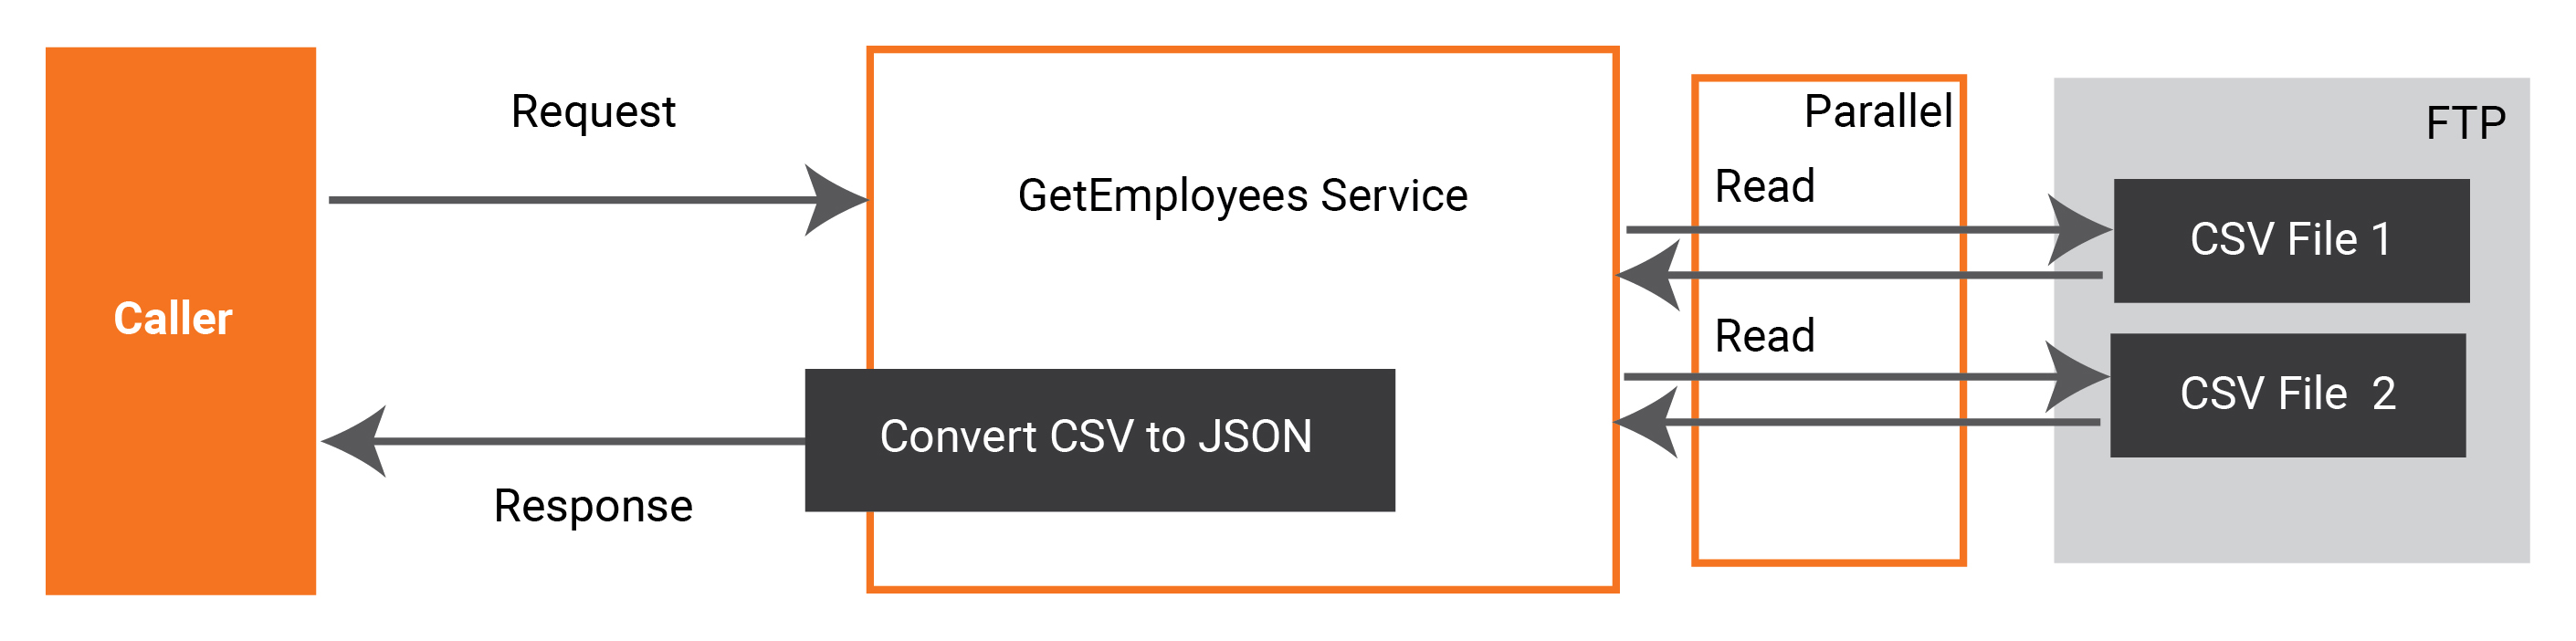 Caller
Request
Response
GetEmployees Service
Convert CSV to JSON
Parallel
Read
Read
FTP
CSV File 1
CSV File 2